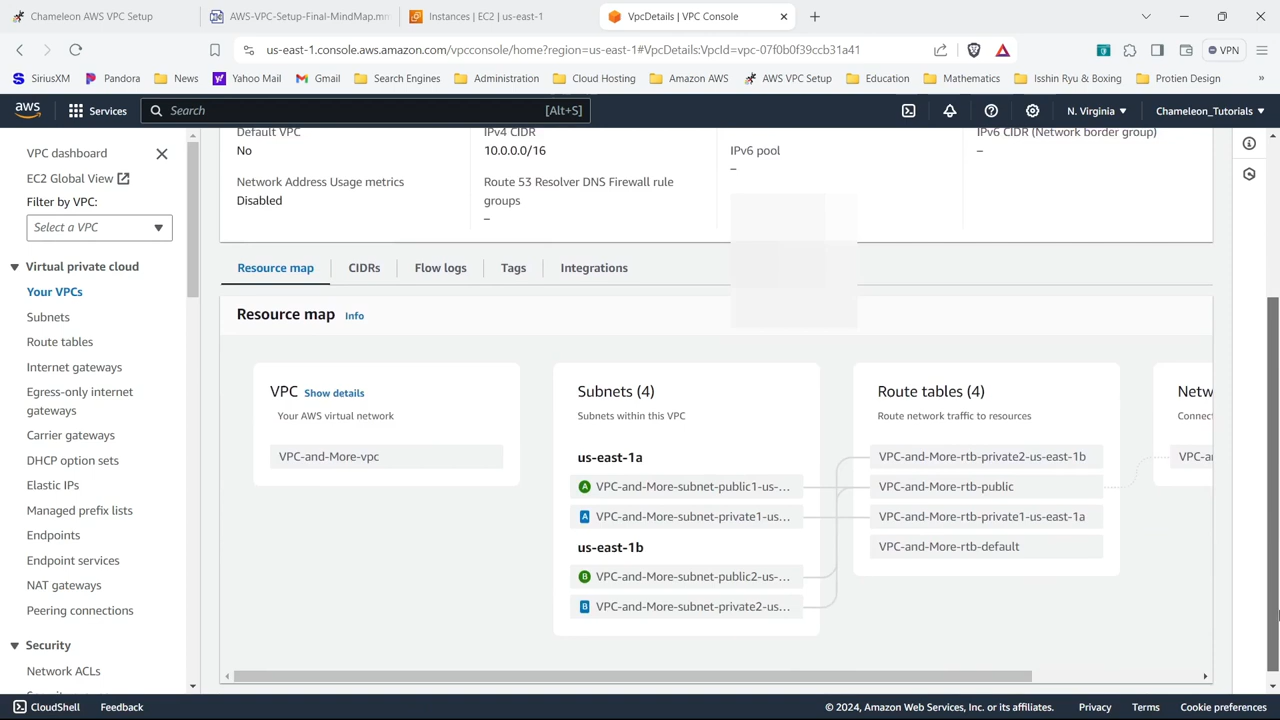 Chameleon AWS VPC Setup
AWS-VPC-Setup-Final-MindMap.mm
Instances | EC2 | us-east-1
VpcDetails | VPC Console
us-east-1.console.aws.amazon.com/vpcconsole/home?region=us-east-1#VpcDetails:VpcId=vpc-07f0b0f39ccb31a41
VPN
SiriusXM
Pandora
News
Yahoo Mail
Gmail
Search Engines
Administration
Cloud Hosting
Amazon AWS
AWS VPC Setup
Education
Mathematics
Isshin Ryu & Boxing
Protien Design
»
aws
Services
Search
[Alt+S]
N. Virginia
Chameleon_Tutorials
VPC dashboard
EC2 Global View
Filter by VPC:
Select a VPC
Virtual private cloud
Your VPCs
Subnets
Route tables
Internet gateways
Egress-only internet
gateways
Carrier gateways
DHCP option sets
Elastic IPs
Managed prefix lists
Endpoints
Endpoint services
NAT gateways
Peering connections
Security
Network ACLs
Default VPC
No
IPv4 CIDR
10.0.0.0/16
IPv6 pool
–
IPv6 CIDR (Network border group)
–
Network Address Usage metrics
Disabled
Route 53 Resolver DNS Firewall rule
groups
–
Resource map
CIDRs
Flow logs
Tags
Integrations
Resource map Info
VPC Show details
Your AWS virtual network
VPC-and-More-vpc
Subnets (4)
Subnets within this VPC
us-east-1a
A VPC-and-More-subnet-public1-us-...
A VPC-and-More-subnet-private1-us...
us-east-1b
B VPC-and-More-subnet-public2-us-...
B VPC-and-More-subnet-private2-us...
Route tables (4)
Route network traffic to resources
VPC-and-More-rtb-private2-us-east-1b
VPC-and-More-rtb-public
VPC-and-More-rtb-private1-us-east-1a
VPC-and-More-rtb-default
Netw
Connect
VPC-a
CloudShell
Feedback
© 2024, Amazon Web Services, Inc. or its affiliates.
Privacy
Terms
Cookie preferences